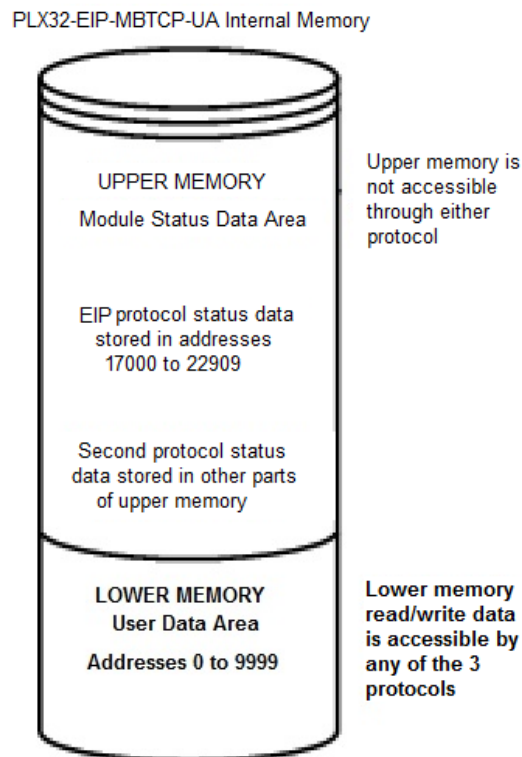 PLX32-EIP-MBTCP-UA Internal Memory
UPPER MEMORY
Module Status Data Area
Upper memory is
not accessible
through either
protocol
EIP protocol status data
stored in addresses
17000 to 22909
Second protocol status
data stored in other parts
of upper memory
LOWER MEMORY
User Data Area
Addresses 0 to 9999
Lower memory
read/write data
is accessible by
any of the 3
protocols